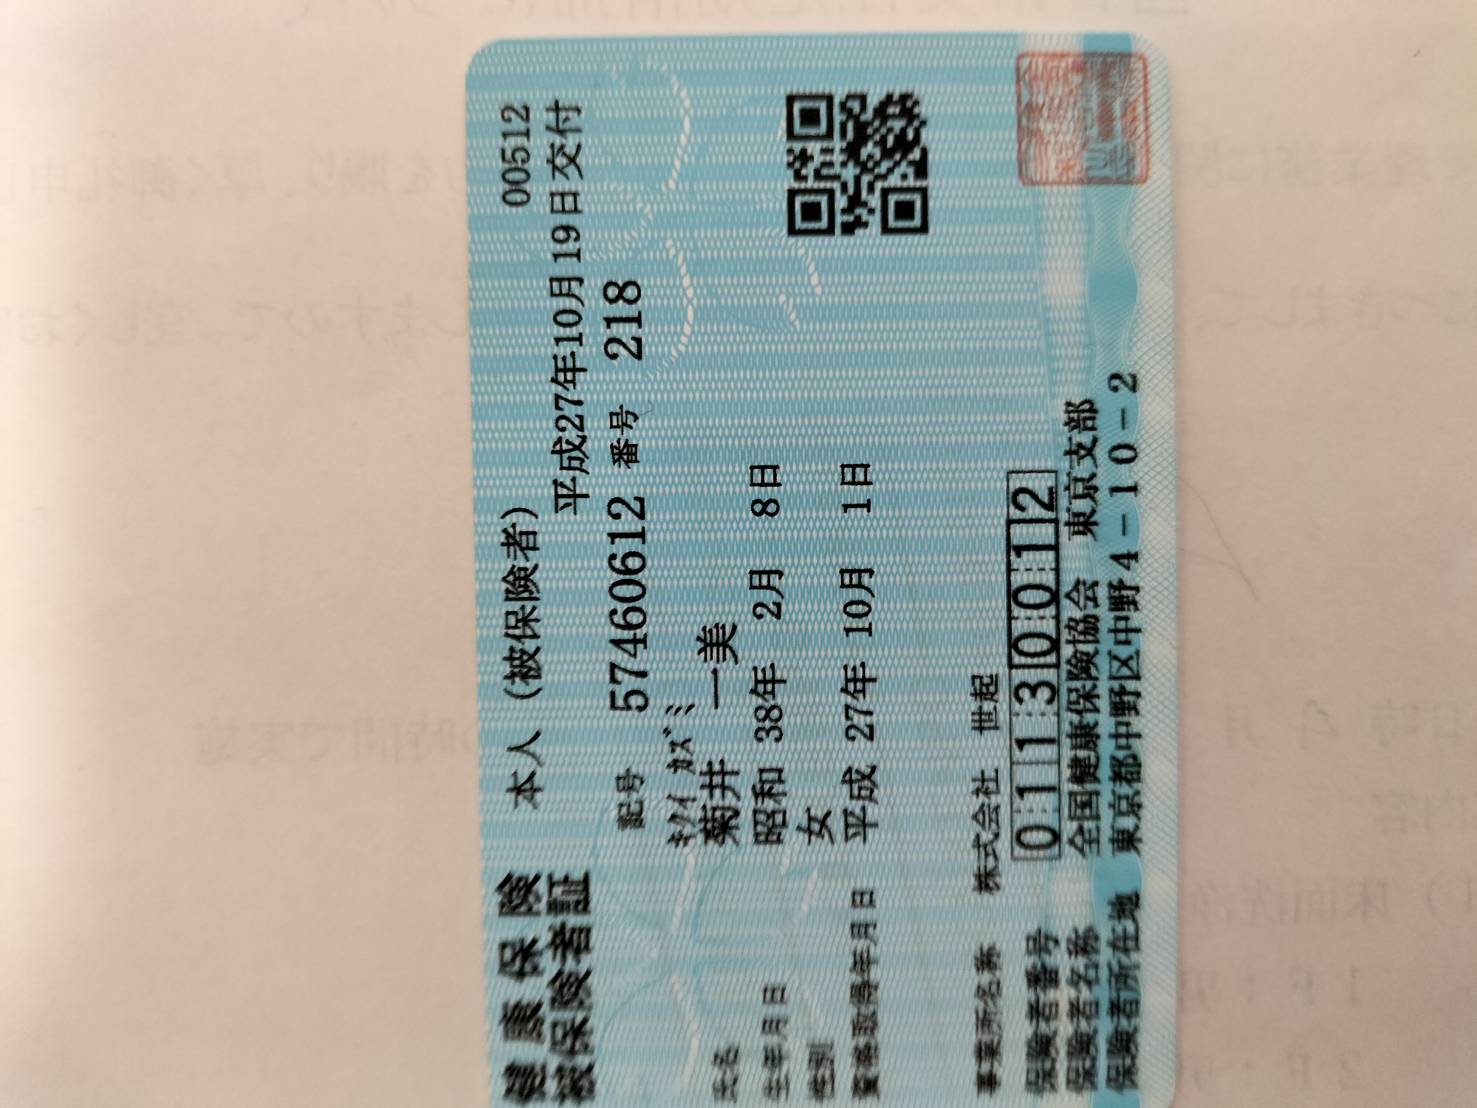 健康保険
被保険者証
本人（被保険者）
00512
平成27年10月19日交付
記号 57460612 番号 218
ｷｸｲ ｶｽﾞﾐ
氏名 菊井 一美
生年月日 昭和 38年 2月 8日
性別 女
資格取得年月日 平成 27年 10月 1日
事業所名称 株式会社 世起
保険者番号 01130012
保険者名称 全国健康保険協会 東京支部
保険者所在地 東京都中野区中野4-10-2